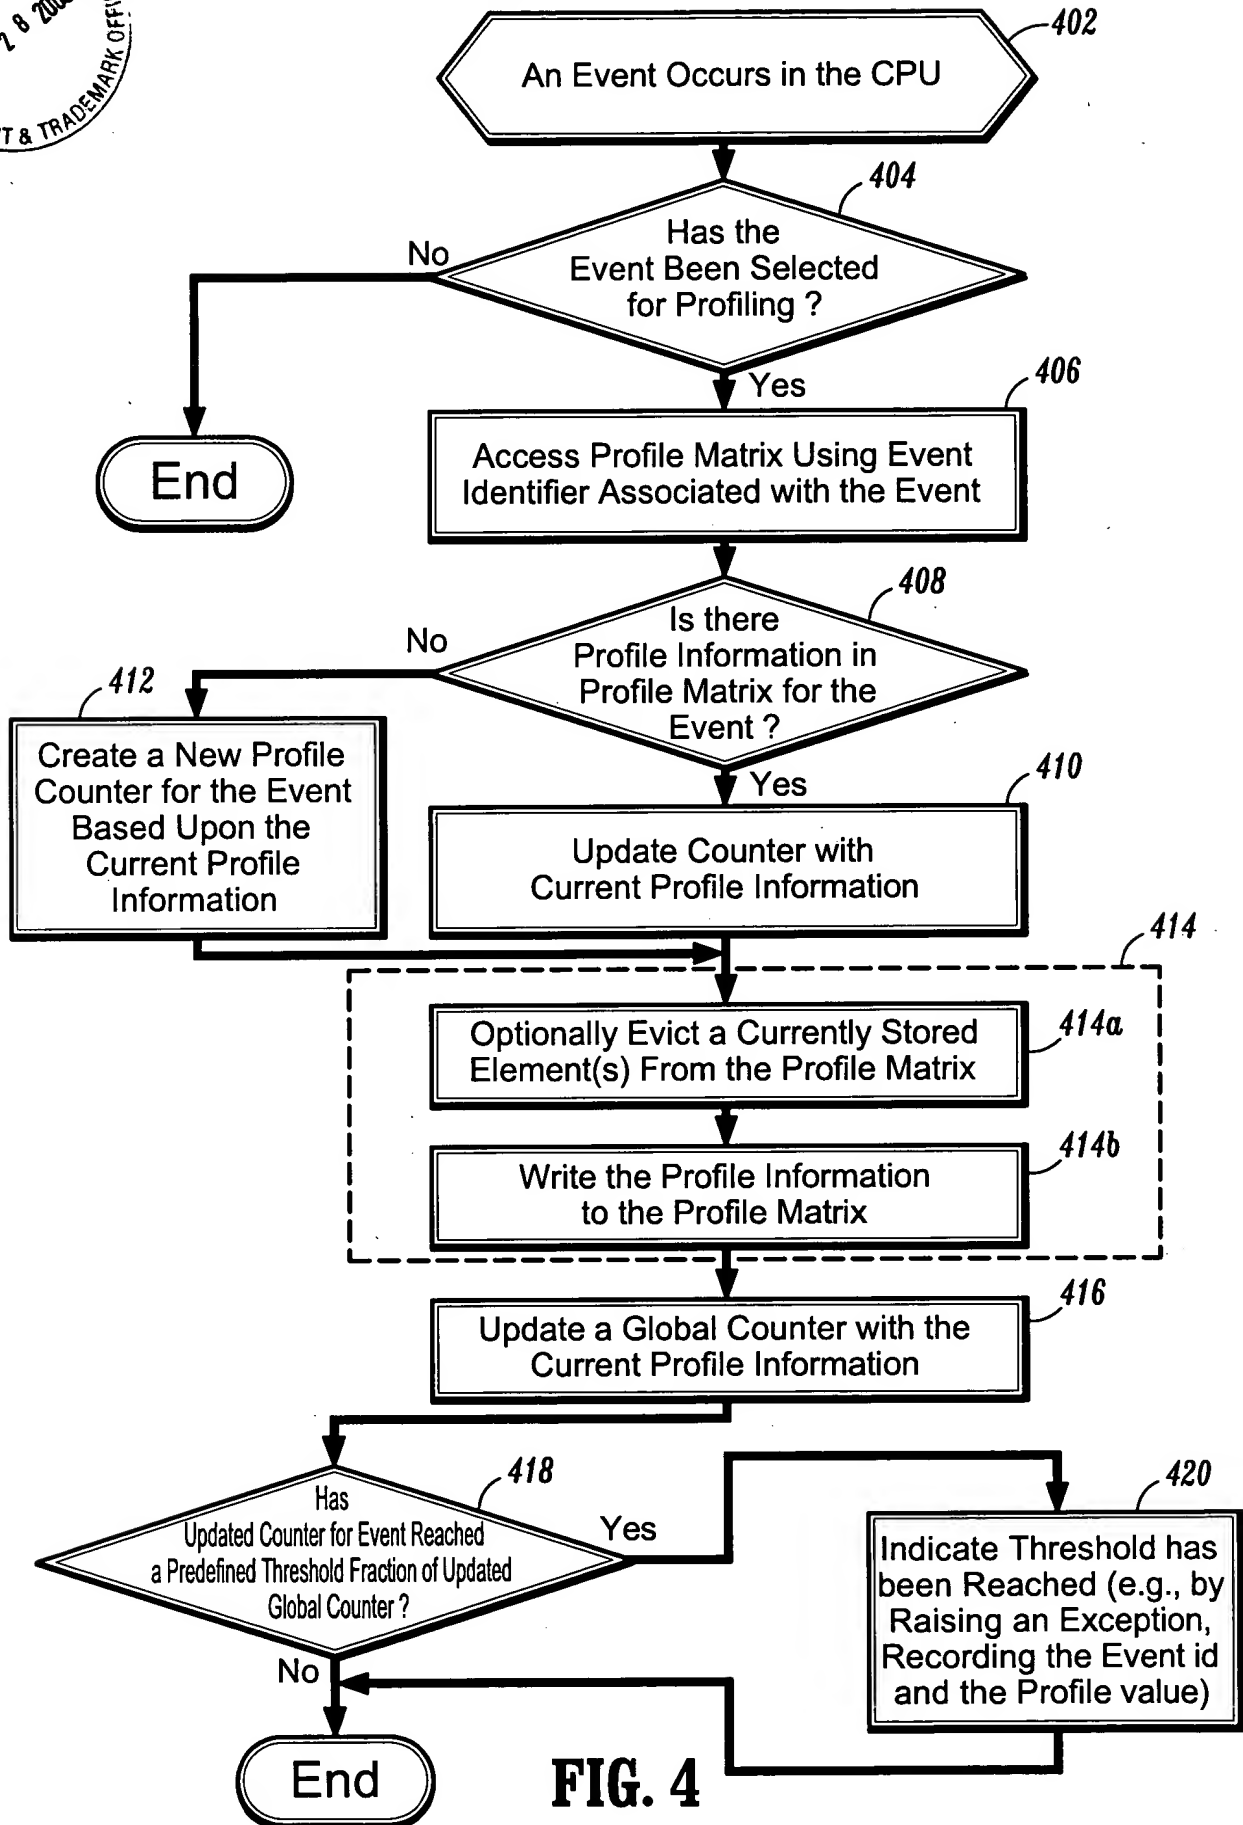 2 8 200
T & TRADEMARK OFFI
402
An Event Occurs in the CPU
404
Has the
Event Been Selected
for Profiling ?
No
Yes
406
End
Access Profile Matrix Using Event
Identifier Associated with the Event
408
Is there
Profile Information in
Profile Matrix for the
Event ?
No
Yes
412
Create a New Profile
Counter for the Event
Based Upon the
Current Profile
Information
410
Update Counter with
Current Profile Information
414
414a
Optionally Evict a Currently Stored
Element(s) From the Profile Matrix
414b
Write the Profile Information
to the Profile Matrix
416
Update a Global Counter with the
Current Profile Information
418
Has
Updated Counter for Event Reached
a Predefined Threshold Fraction of Updated
Global Counter ?
Yes
No
420
Indicate Threshold has
been Reached (e.g., by
Raising an Exception,
Recording the Event id
and the Profile value)
End
FIG. 4